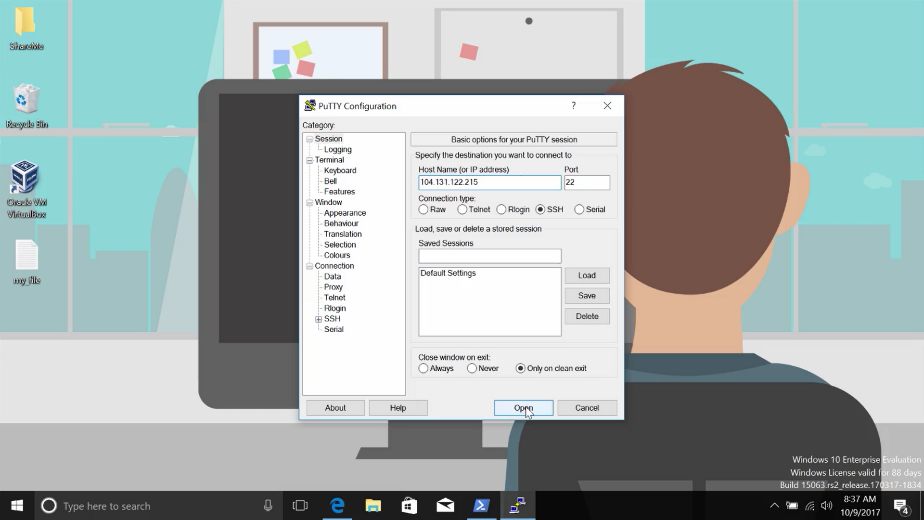 ShareMe
Recycle Bin
Oracle VM
VirtualBox
my_file
PuTTY Configuration
?
Category:
Session
Logging
Terminal
Keyboard
Bell
Features
Window
Appearance
Behaviour
Translation
Selection
Colours
Connection
Data
Proxy
Telnet
Rlogin
SSH
Serial
Basic options for your PuTTY session
Specify the destination you want to connect to
Host Name (or IP address) Port
104.131.122.215 22
Connection type:
Raw Telnet Rlogin SSH Serial
Load, save or delete a stored session
Saved Sessions
Default Settings
Load
Save
Delete
Close window on exit:
Always Never Only on clean exit
About Help Open Cancel
Windows 10 Enterprise Evaluation
Windows License valid for 88 days
Build 15063.rs2_release.170317-1834
Type here to search
8:37 AM
10/9/2017
4